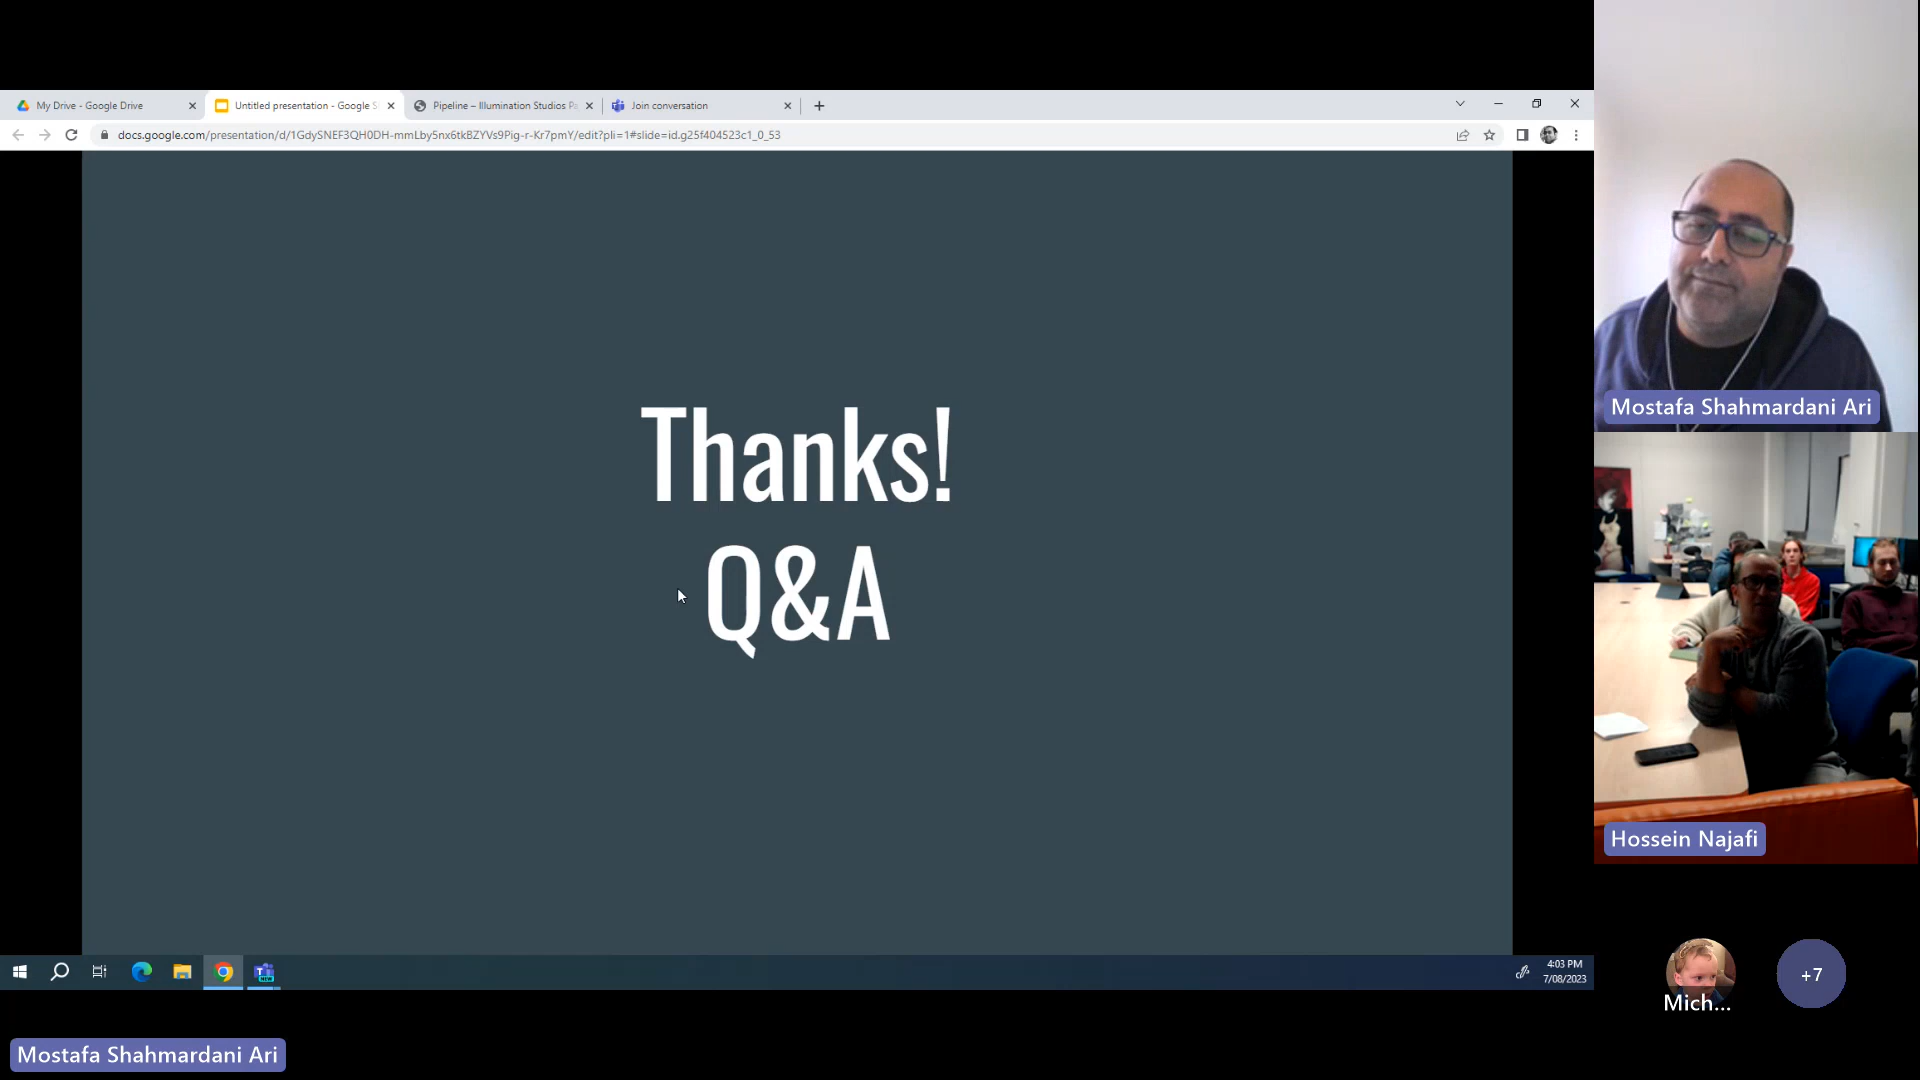 My Drive - Google Drive
Untitled presentation - Google S
Pipeline – Illumination Studios Pa
Join conversation
docs.google.com/presentation/d/1GdySNEF3QH0DH-mmLby5nx6tkBZYVs9Pig-r-Kr7pmY/edit?pli=1#slide=id.g25f404523c1_0_53
Thanks!
Q&A
Mostafa Shahmardani Ari
Hossein Najafi
4:03 PM
7/08/2023
Mich...
+7
Mostafa Shahmardani Ari